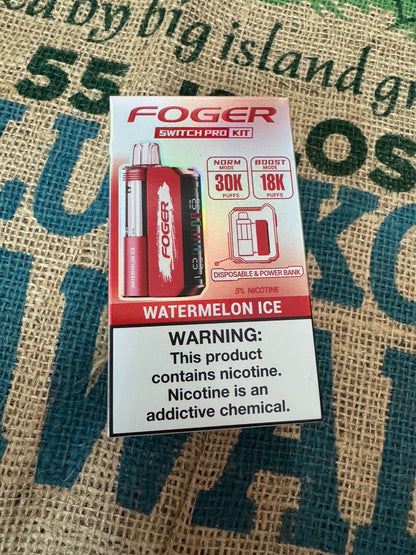 ed by big island gr
55
FOGER
SWITCH PRO KIT
NORM
MODE
30K
PUFFS
BOOST
MODE
18K
PUFFS
FOGER
WATERMELON ICE
DISPOSABLE & POWER BANK
5% NICOTINE
WATERMELON ICE
WARNING:
This product
contains nicotine.
Nicotine is an
addictive chemical.